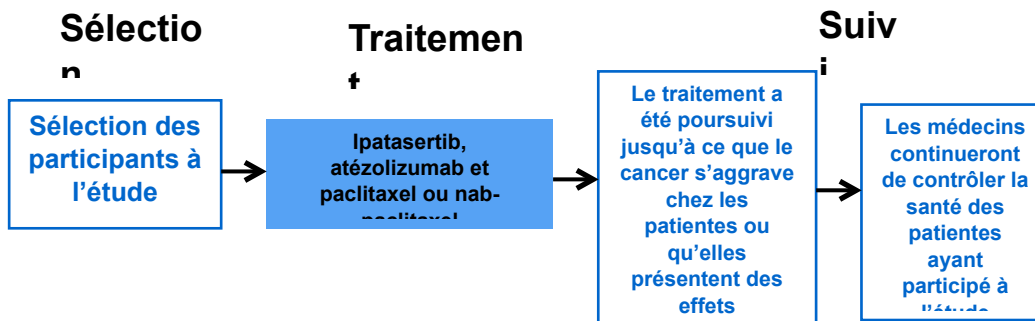 Sélectio
n
Traitemen
t
Suiv
i
Sélection des
participants à
l'étude
Ipatasertib,
atézolizumab et
paclitaxel ou nab-
paclitaxel
Le traitement a
été poursuivi
jusqu'à ce que le
cancer s'aggrave
chez les
patientes ou
qu'elles
présentent des
effets
Les médecins
continueront
de contrôler la
santé des
patientes
ayant
participé à
l'étude